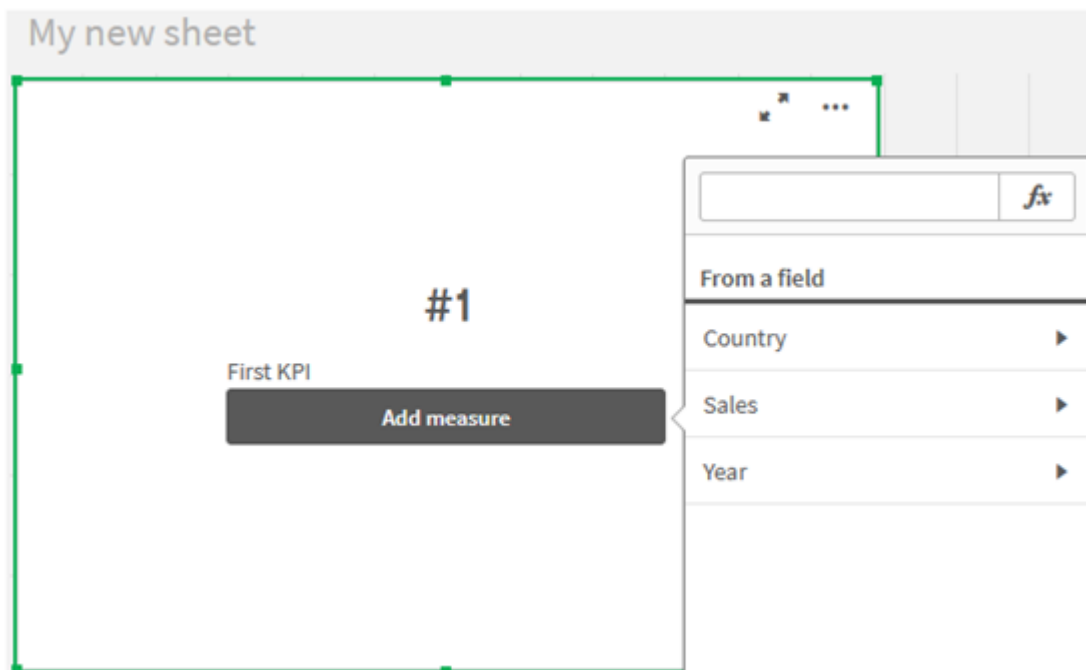 My new sheet
...
fx
From a field
#1
Country
First KPI
Sales
Add measure
Year